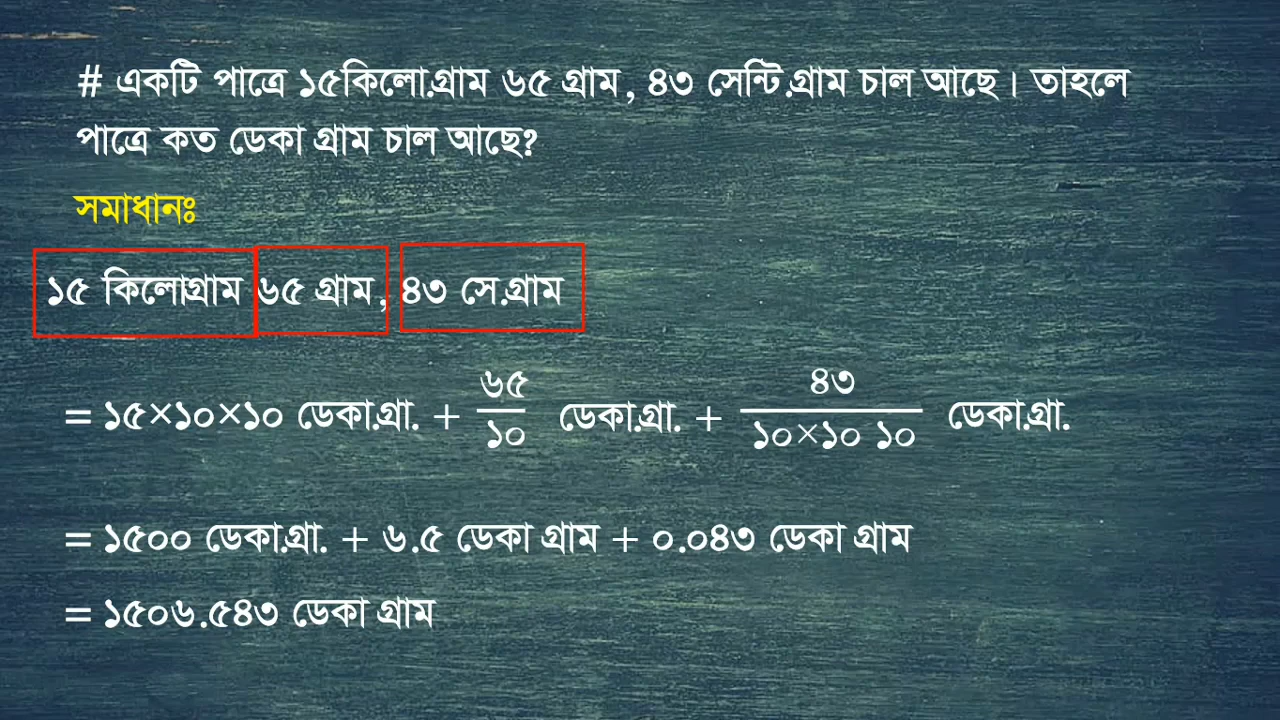 # একটি পাত্রে ১৫কিলো.গ্রাম ৬৫ গ্রাম, ৪৩ সেন্টি.গ্রাম চাল আছে। তাহলে
পাত্রে কত ডেকা গ্রাম চাল আছে?
সমাধানঃ
১৫ কিলোগ্রাম ৬৫ গ্রাম, ৪৩ সে.গ্রাম
= ১৫×১০×১০ ডেকা.গ্রা. + ৬৫/১০ ডেকা.গ্রা. + ৪৩/১০×১০ ১০ ডেকা.গ্রা.
= ১৫০০ ডেকা.গ্রা. + ৬.৫ ডেকা গ্রাম + ০.০৪৩ ডেকা গ্রাম
= ১৫০৬.৫৪৩ ডেকা গ্রাম